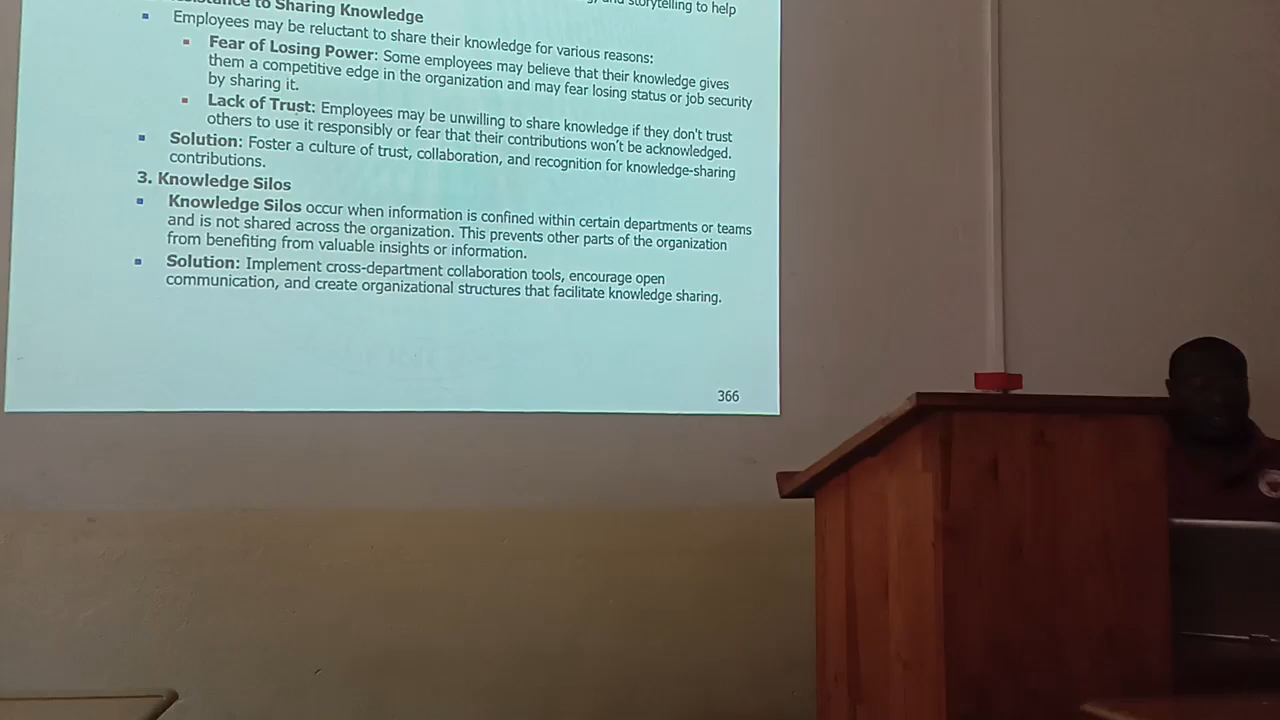 storytelling to help
to Sharing Knowledge
▪ Employees may be reluctant to share their knowledge for various reasons:
▪ Fear of Losing Power: Some employees may believe that their knowledge gives
them a competitive edge in the organization and may fear losing status or job security
by sharing it.
▪ Lack of Trust: Employees may be unwilling to share knowledge if they don't trust
others to use it responsibly or fear that their contributions won't be acknowledged.
▪ Solution: Foster a culture of trust, collaboration, and recognition for knowledge-sharing
contributions.
3. Knowledge Silos
▪ Knowledge Silos occur when information is confined within certain departments or teams
and is not shared across the organization. This prevents other parts of the organization
from benefiting from valuable insights or information.
▪ Solution: Implement cross-department collaboration tools, encourage open
communication, and create organizational structures that facilitate knowledge sharing.
366